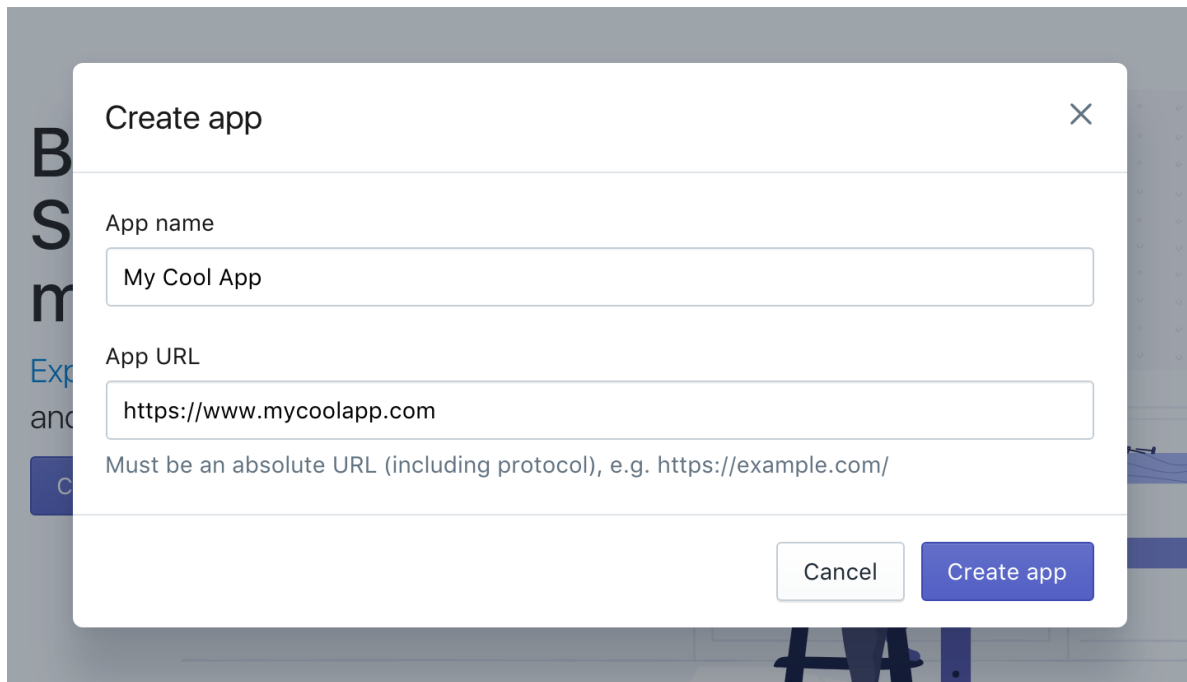 Create app
App name
My Cool App
App URL
https://www.mycoolapp.com
Must be an absolute URL (including protocol), e.g. https://example.com/
Cancel
Create app